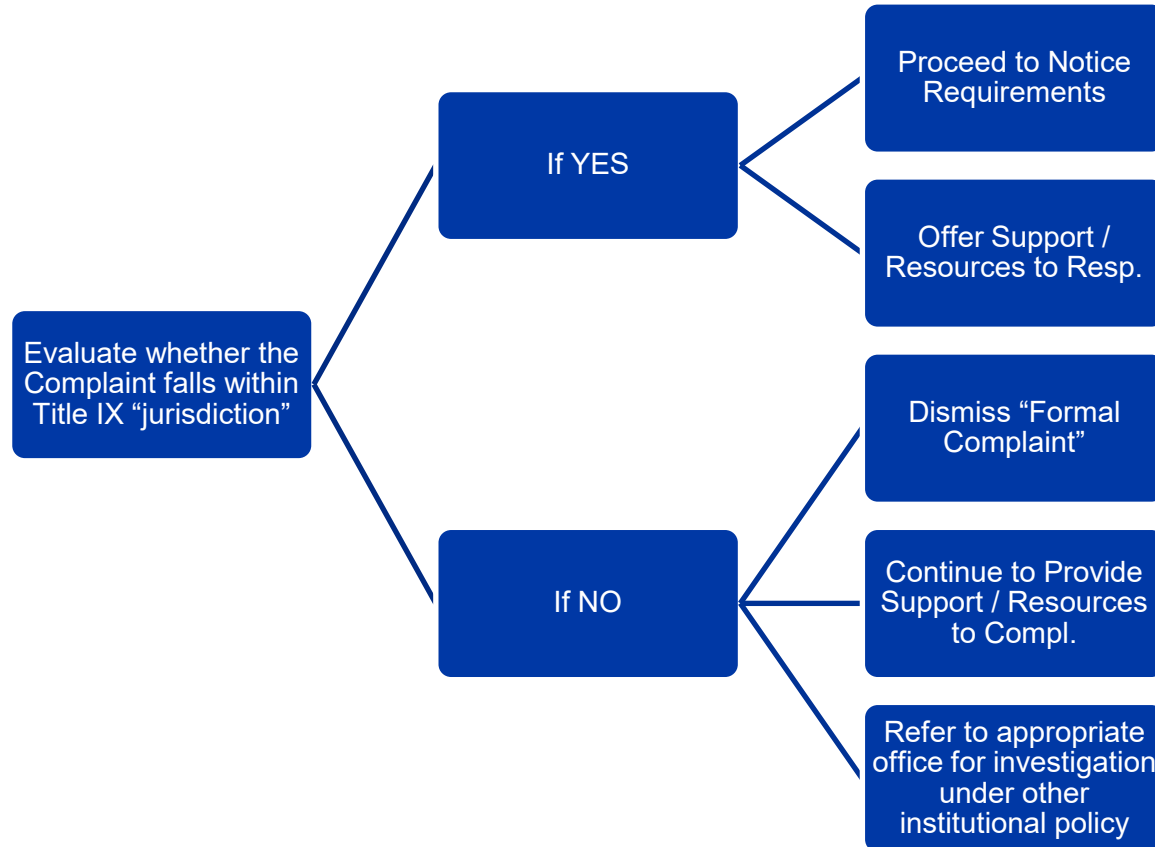 Evaluate whether the
Complaint falls within
Title IX “jurisdiction”
If YES
Proceed to Notice
Requirements
Offer Support /
Resources to Resp.
If NO
Dismiss “Formal
Complaint”
Continue to Provide
Support / Resources
to Compl.
Refer to appropriate
office for investigation
under other
institutional policy